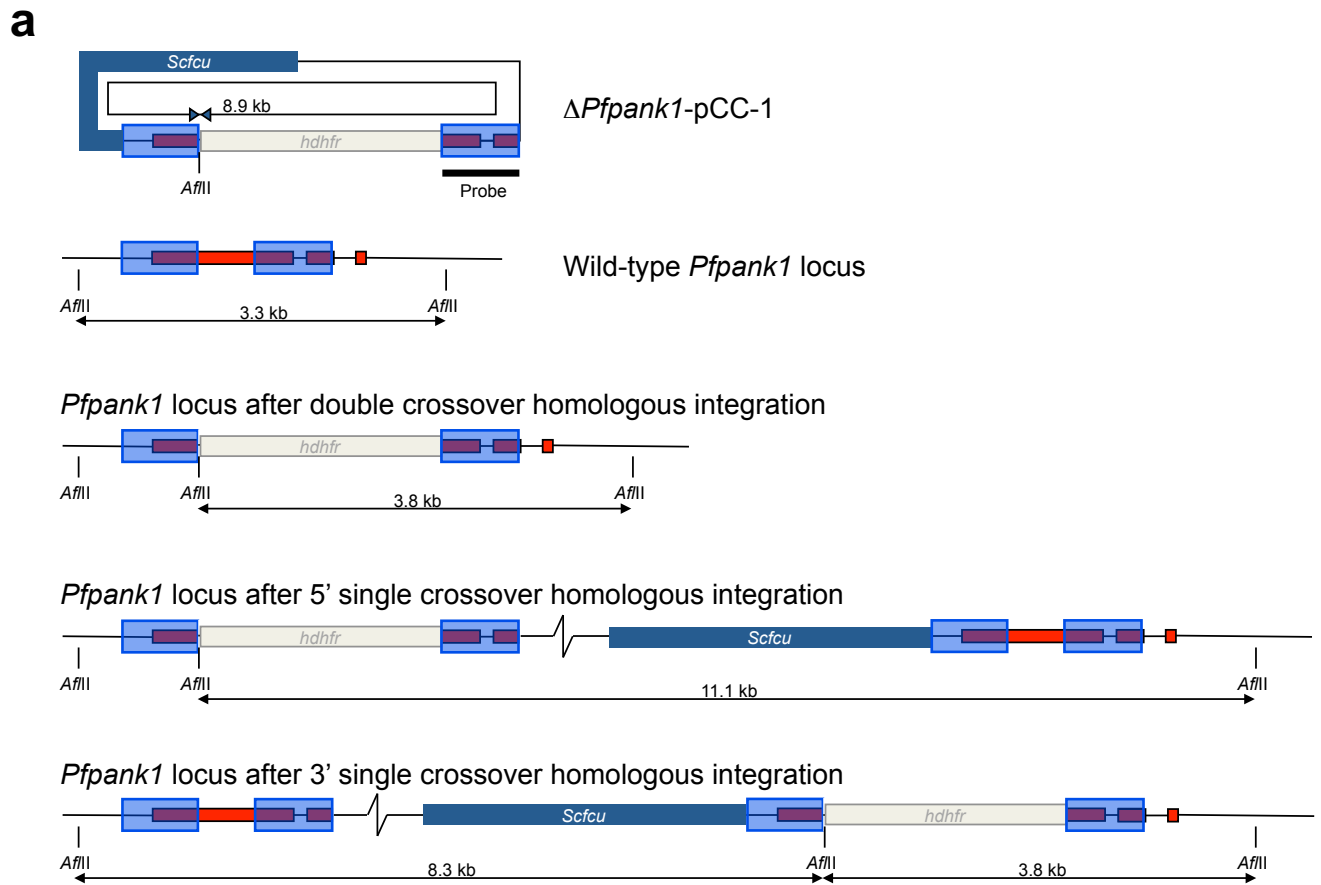 a
Scfcu
8.9 kb
ΔPfpank1-pCC-1
hdhfr
AflII
Probe
Wild-type Pfpank1 locus
AflII AflII
3.3 kb
Pfpank1 locus after double crossover homologous integration
hdhfr
AflII AflII AflII
3.8 kb
Pfpank1 locus after 5’ single crossover homologous integration
hdhfr Scfcu
AflII AflII AflII
11.1 kb
Pfpank1 locus after 3’ single crossover homologous integration
Scfcu hdhfr
AflII AflII AflII
8.3 kb 3.8 kb